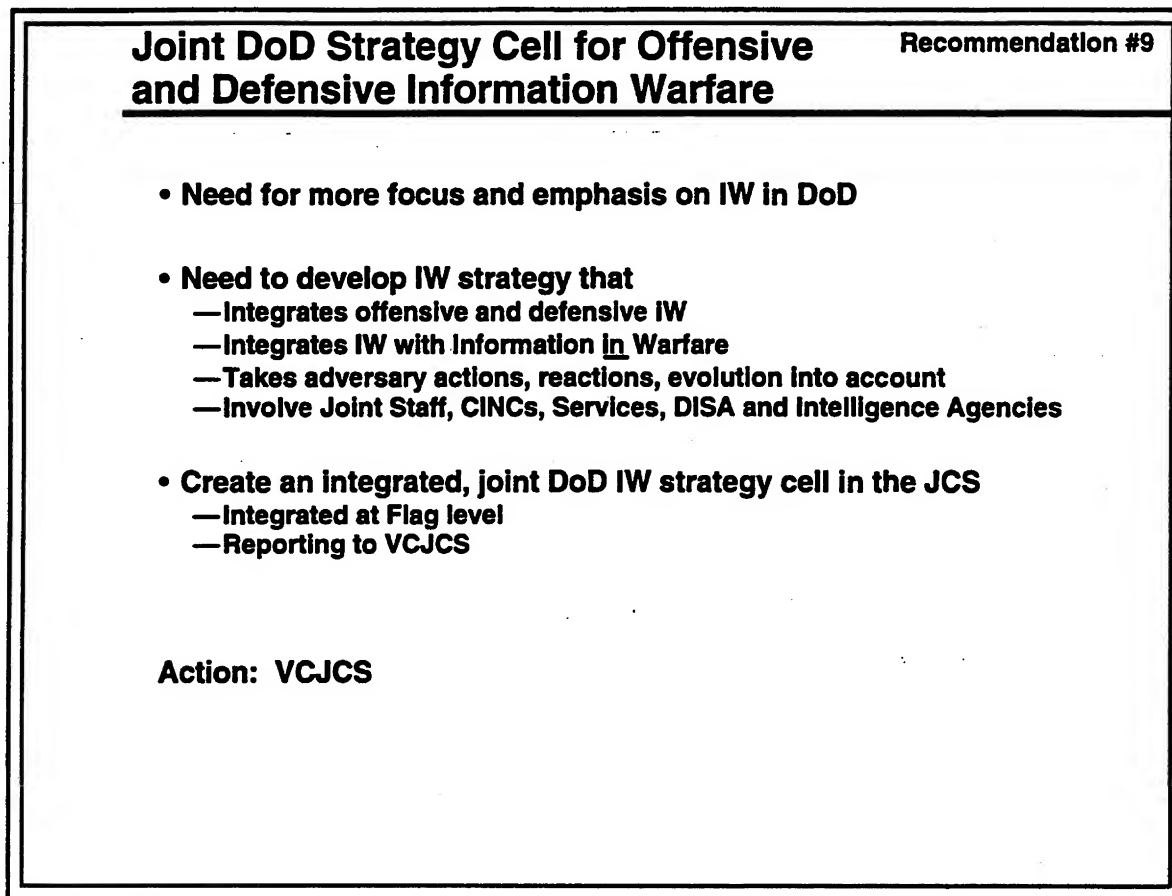 Joint DoD Strategy Cell for Offensive and Defensive Information Warfare
Recommendation #9
• Need for more focus and emphasis on IW in DoD
• Need to develop IW strategy that
—Integrates offensive and defensive IW
—Integrates IW with Information in Warfare
—Takes adversary actions, reactions, evolution into account
—Involve Joint Staff, CINCs, Services, DISA and Intelligence Agencies
• Create an integrated, joint DoD IW strategy cell in the JCS
—Integrated at Flag level
—Reporting to VCJCS
Action: VCJCS